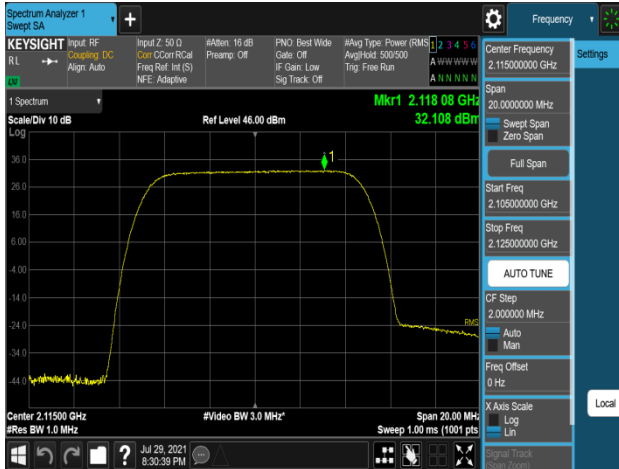 Spectrum Analyzer 1
Swept SA
+
Frequency
KEYSIGHT
RL
LU
Input: RF
Coupling: DC
Align: Auto
Input Z: 50 Ω
Corr CCorr RCal
Freq Ref: Int (S)
NFE: Adaptive
#Atten: 16 dB
Preamp: Off
PNO: Best Wide
Gate: Off
IF Gain: Low
Sig Track: Off
#Avg Type: Power (RMS
Avg|Hold: 500/500
Trig: Free Run
1 2 3 4 5 6
A W W W W W
A N N N N N
1 Spectrum
Scale/Div 10 dB
Log
Ref Level 46.00 dBm
Mkr1 2.118 08 GHz
32.108 dBm
36.0
26.0
16.0
6.00
-4.00
-14.0
-24.0
-34.0
-44.0
1
RMS
Center 2.11500 GHz
#Res BW 1.0 MHz
#Video BW 3.0 MHz*
Span 20.00 MHz
Sweep 1.00 ms (1001 pts
Jul 29, 2021
8:30:39 PM
?
Center Frequency
2.115000000 GHz
Span
20.0000000 MHz
Swept Span
Zero Span
Full Span
Start Freq
2.105000000 GHz
Stop Freq
2.125000000 GHz
AUTO TUNE
CF Step
2.000000 MHz
Auto
Man
Freq Offset
0 Hz
X Axis Scale
Log
Lin
Signal Track
(Span Zoom)
Settings
Local